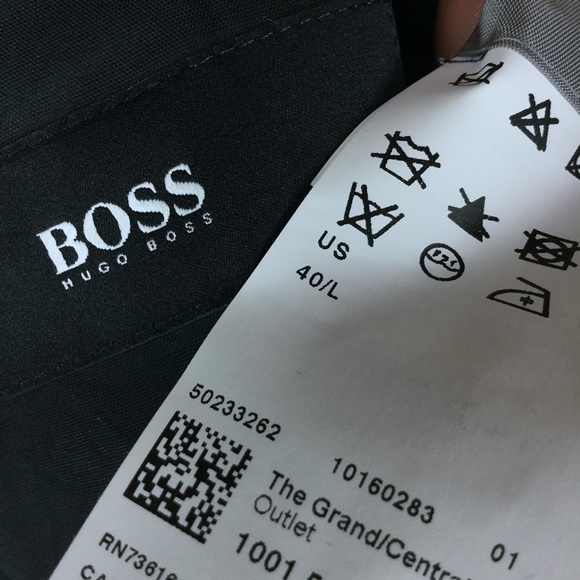 BOSS
HUGO BOSS
US
40/L
50233262
10160283
01
The Grand/Central
Outlet
1001